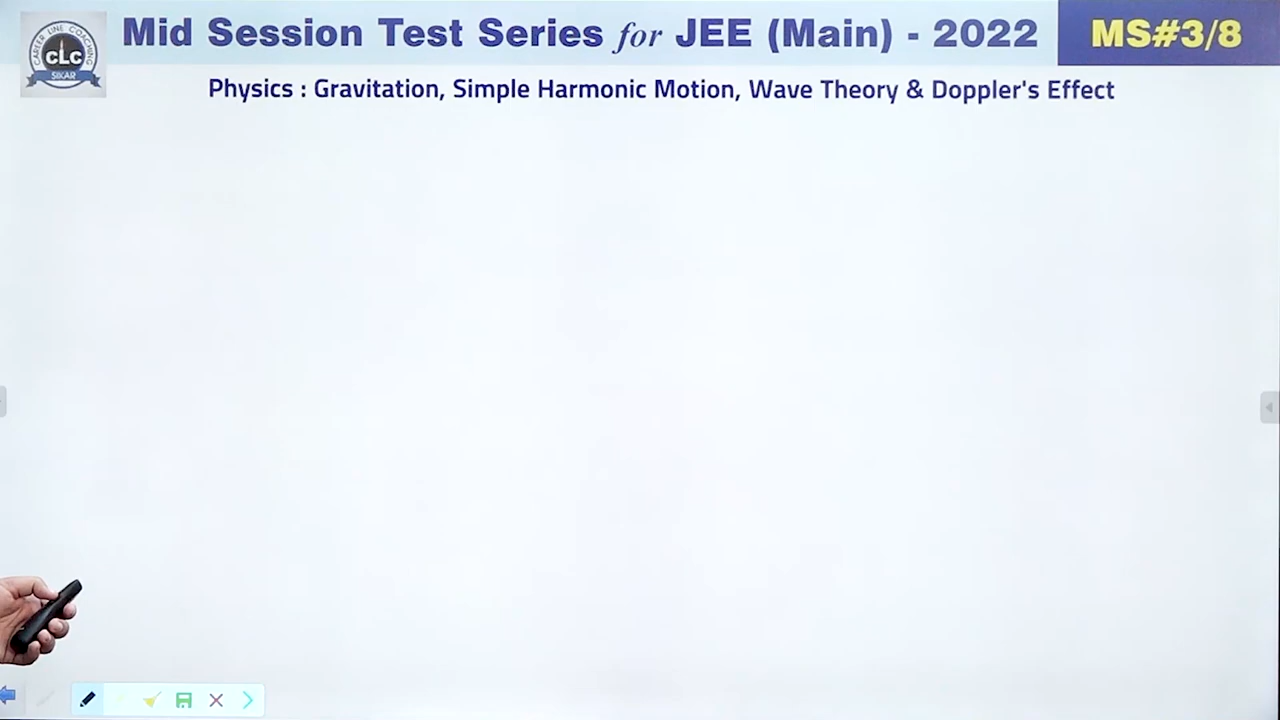 Mid Session Test Series for JEE (Main) - 2022
MS#3/8
CAREER LINE COACHING
CLC
SIKAR
Physics : Gravitation, Simple Harmonic Motion, Wave Theory & Doppler's Effect